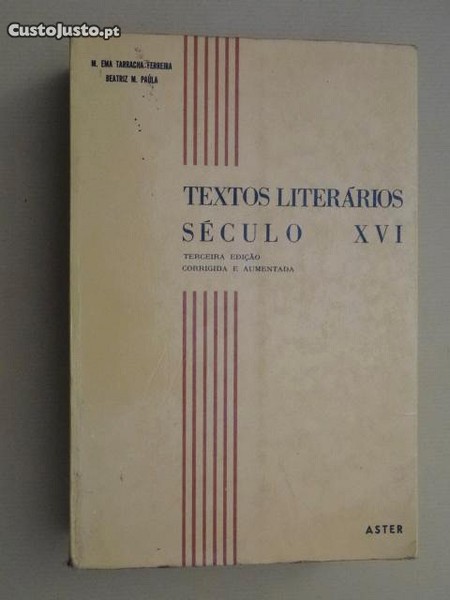 CustoJusto.pt
M. EMA TARRACHA-FERREIRA
BEATRIZ M. PAULA
TEXTOS LITERÁRIOS
SÉCULO XVI
TERCEIRA EDIÇÃO
CORRIGIDA E AUMENTADA
ASTER